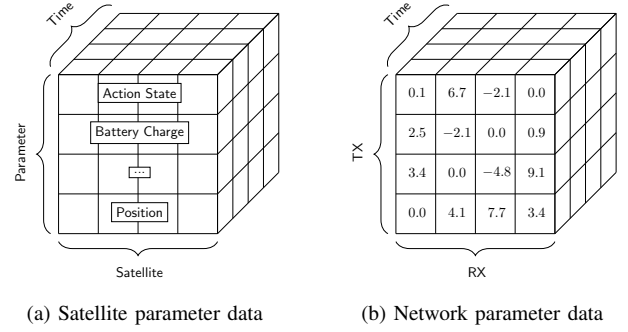 Time
Parameter
Action State
Battery Charge
...
Position
Satellite
(a) Satellite parameter data
Time
TX
0.1 6.7 −2.1 0.0
2.5 −2.1 0.0 0.9
3.4 0.0 −4.8 9.1
0.0 4.1 7.7 3.4
RX
(b) Network parameter data